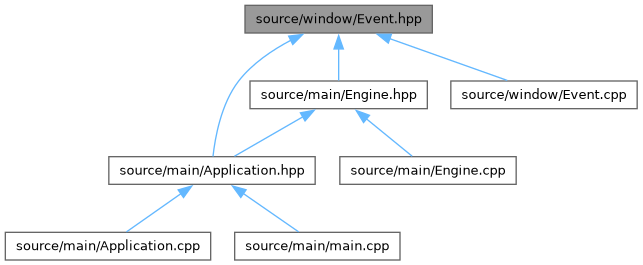 source/window/Event.hpp
source/main/Engine.hpp
source/window/Event.cpp
source/main/Application.hpp
source/main/Engine.cpp
source/main/Application.cpp
source/main/main.cpp